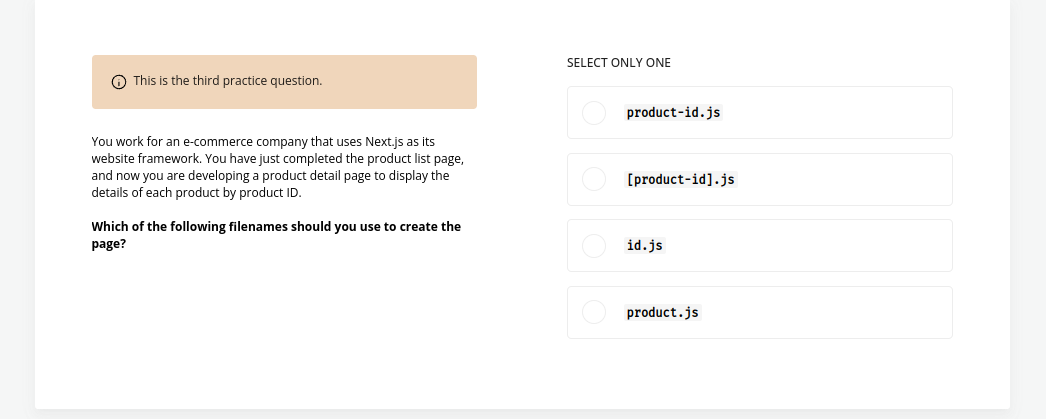 This is the third practice question.
You work for an e-commerce company that uses Next.js as its
website framework. You have just completed the product list page,
and now you are developing a product detail page to display the
details of each product by product ID.
Which of the following filenames should you use to create the
page?
SELECT ONLY ONE
product-id.js
[product-id].js
id.js
product.js